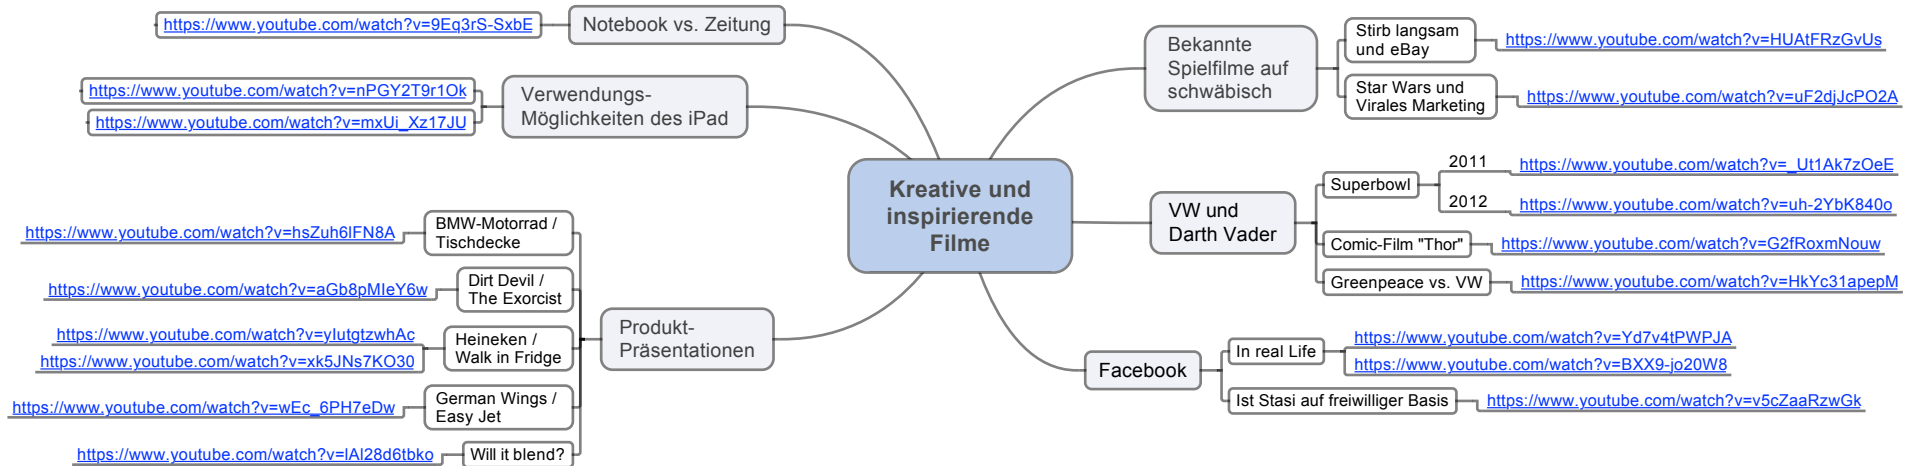 Kreative und
inspirierende
Filme
Notebook vs. Zeitung
https://www.youtube.com/watch?v=9Eq3rS-SxbE
Verwendungs-
Möglichkeiten des iPad
https://www.youtube.com/watch?v=nPGY2T9r1Ok
https://www.youtube.com/watch?v=mxUi_Xz17JU
Produkt-
Präsentationen
BMW-Motorrad /
Tischdecke
https://www.youtube.com/watch?v=hsZuh6IFN8A
Dirt Devil /
The Exorcist
https://www.youtube.com/watch?v=aGb8pMIeY6w
Heineken /
Walk in Fridge
https://www.youtube.com/watch?v=yIutgtzwhAc
https://www.youtube.com/watch?v=xk5JNs7KO30
German Wings /
Easy Jet
https://www.youtube.com/watch?v=wEc_6PH7eDw
Will it blend?
https://www.youtube.com/watch?v=lAl28d6tbko
Bekannte
Spielfilme auf
schwäbisch
Stirb langsam
und eBay
https://www.youtube.com/watch?v=HUAtFRzGvUs
Star Wars und
Virales Marketing
https://www.youtube.com/watch?v=uF2djJcPO2A
VW und
Darth Vader
Superbowl
2011
https://www.youtube.com/watch?v=_Ut1Ak7zOeE
2012
https://www.youtube.com/watch?v=uh-2YbK840o
Comic-Film "Thor"
https://www.youtube.com/watch?v=G2fRoxmNouw
Greenpeace vs. VW
https://www.youtube.com/watch?v=HkYc31apepM
Facebook
In real Life
https://www.youtube.com/watch?v=Yd7v4tPWPJA
https://www.youtube.com/watch?v=BXX9-jo20W8
Ist Stasi auf freiwilliger Basis
https://www.youtube.com/watch?v=v5cZaaRzwGk